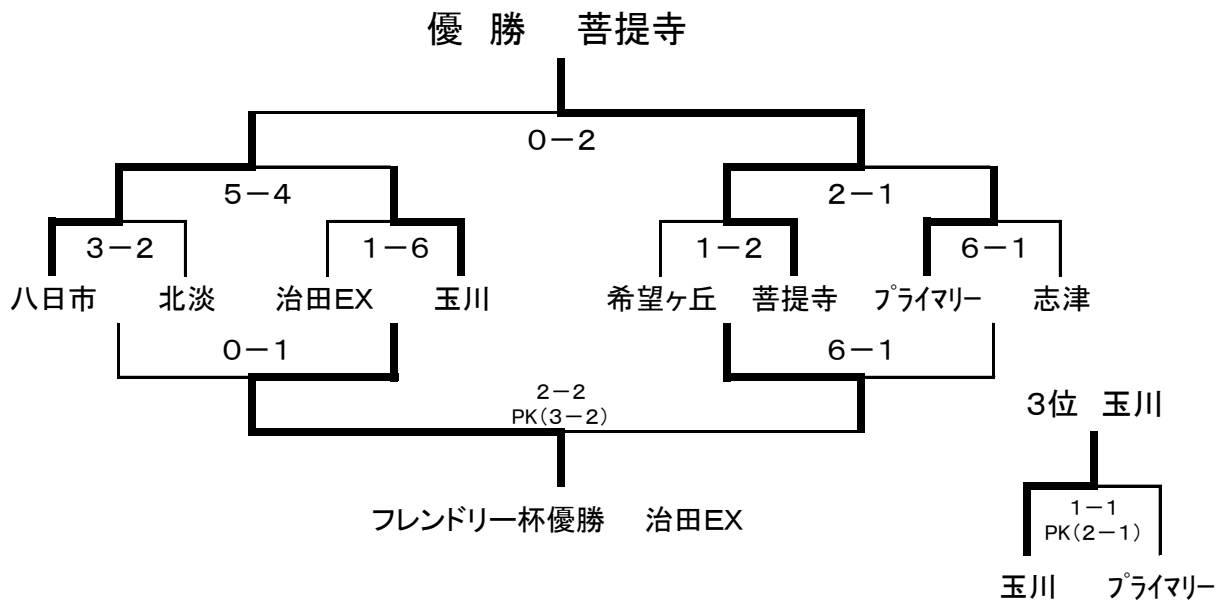 優 勝 菩提寺
0－2
5－4 2－1
3－2 1－6 1－2 6－1
八日市 北淡 治田EX 玉川 希望ヶ丘 菩提寺 プライマリー 志津
0－1 6－1
2－2
PK(3－2)
3位 玉川
フレンドリー杯優勝 治田EX
1－1
PK(2－1)
玉川 プライマリー